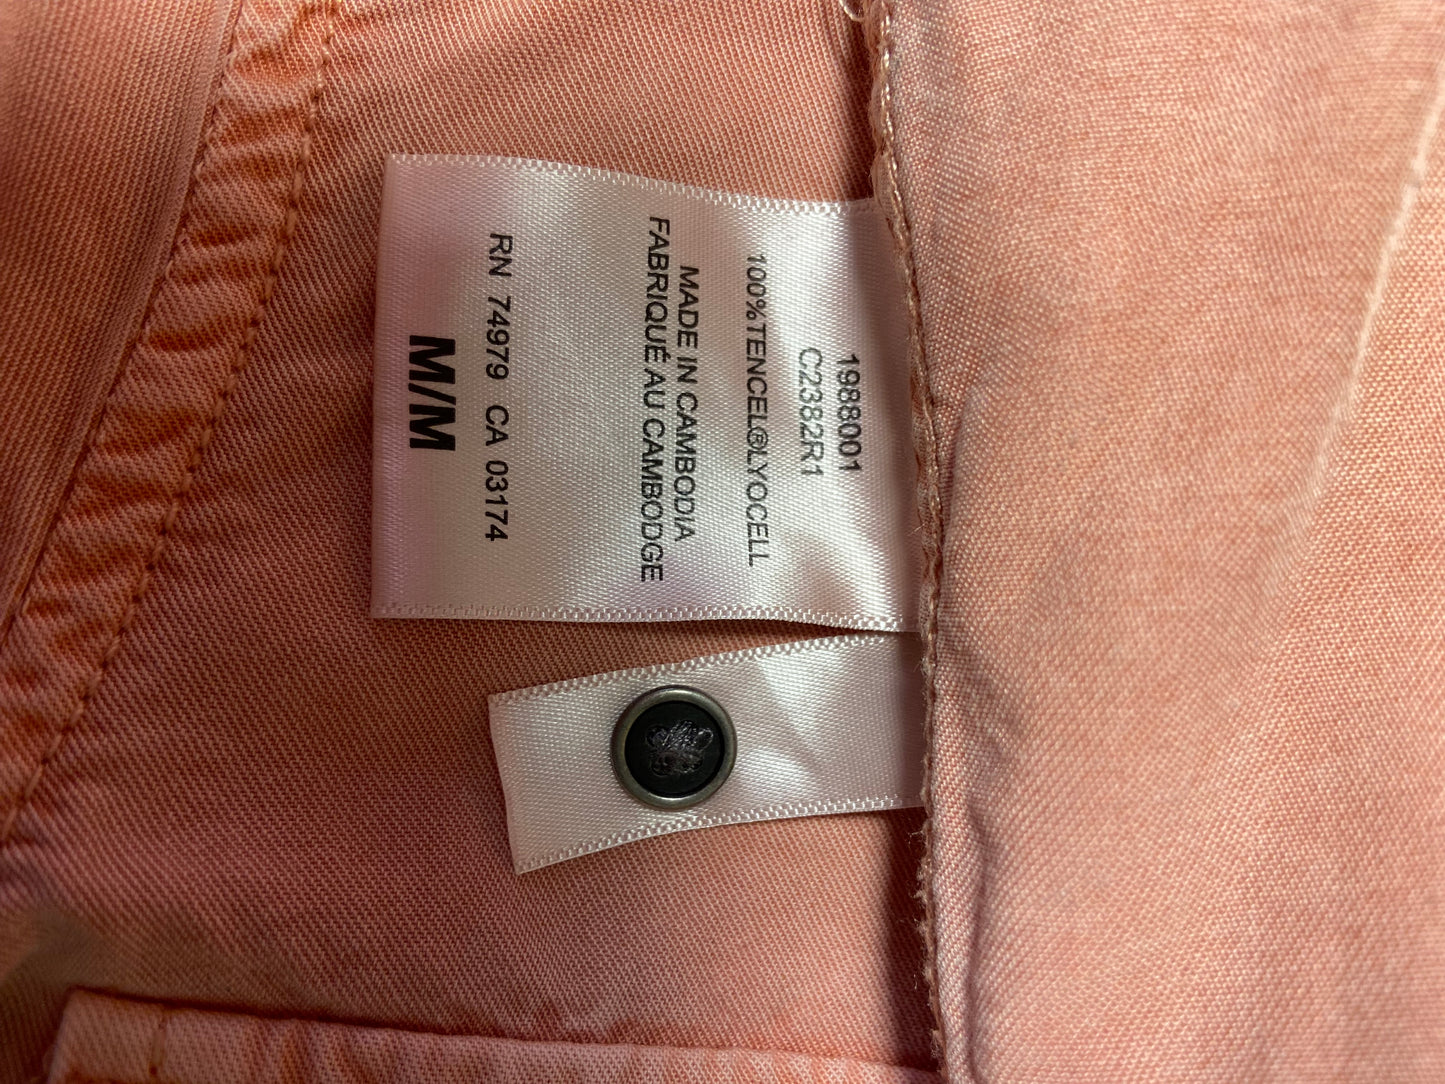 1988001
C2382R1
100%TENCEL®LYOCELL
MADE IN CAMBODIA
FABRIQUÉ AU CAMBODGE
RN 74979 CA 03174
M/M